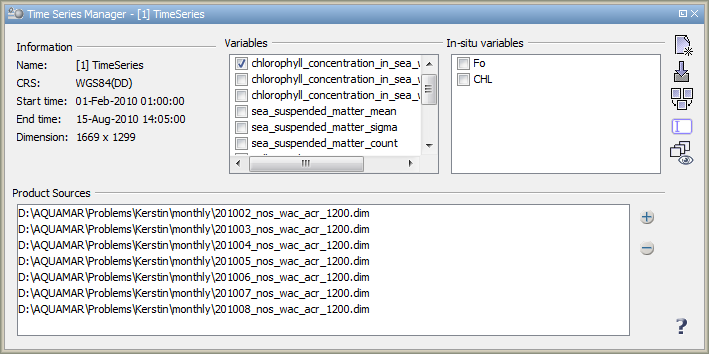 Time Series Manager - [1] TimeSeries
Information
Name: [1] TimeSeries
CRS: WGS84(DD)
Start time: 01-Feb-2010 01:00:00
End time: 15-Aug-2010 14:05:00
Dimension: 1669 x 1299
Variables
chlorophyll_concentration_in_sea_w
chlorophyll_concentration_in_sea_w
chlorophyll_concentration_in_sea_w
sea_suspended_matter_mean
sea_suspended_matter_sigma
sea_suspended_matter_count
In-situ variables
Fo
CHL
Product Sources
D:\AQUAMAR\Problems\Kerstin\monthly\201002_nos_wac_acr_1200.dim
D:\AQUAMAR\Problems\Kerstin\monthly\201003_nos_wac_acr_1200.dim
D:\AQUAMAR\Problems\Kerstin\monthly\201004_nos_wac_acr_1200.dim
D:\AQUAMAR\Problems\Kerstin\monthly\201005_nos_wac_acr_1200.dim
D:\AQUAMAR\Problems\Kerstin\monthly\201006_nos_wac_acr_1200.dim
D:\AQUAMAR\Problems\Kerstin\monthly\201007_nos_wac_acr_1200.dim
D:\AQUAMAR\Problems\Kerstin\monthly\201008_nos_wac_acr_1200.dim
?